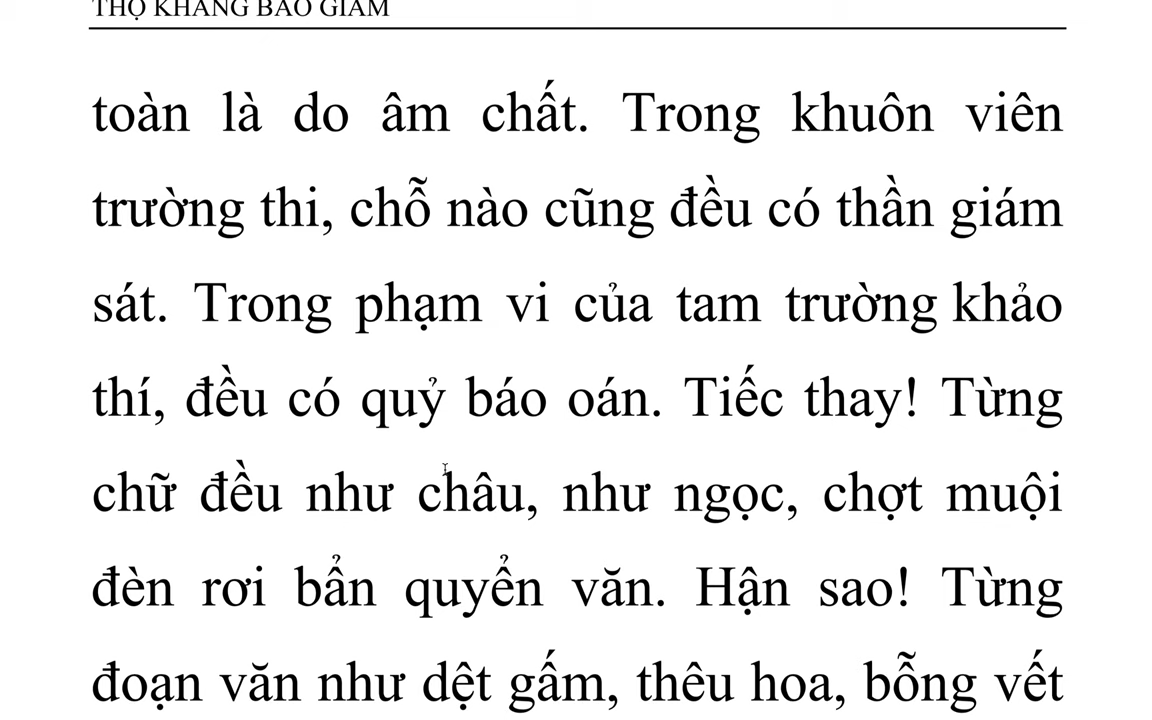 THỌ KHANG BẢO GIÁM
toàn là do âm chất. Trong khuôn viên
trường thi, chỗ nào cũng đều có thần giám
sát. Trong phạm vi của tam trường khảo
thí, đều có quỷ báo oán. Tiếc thay! Từng
chữ đều như châu, như ngọc, chợt muội
đèn rơi bẩn quyển văn. Hận sao! Từng
đoạn văn như dệt gấm, thêu hoa, bỗng vết